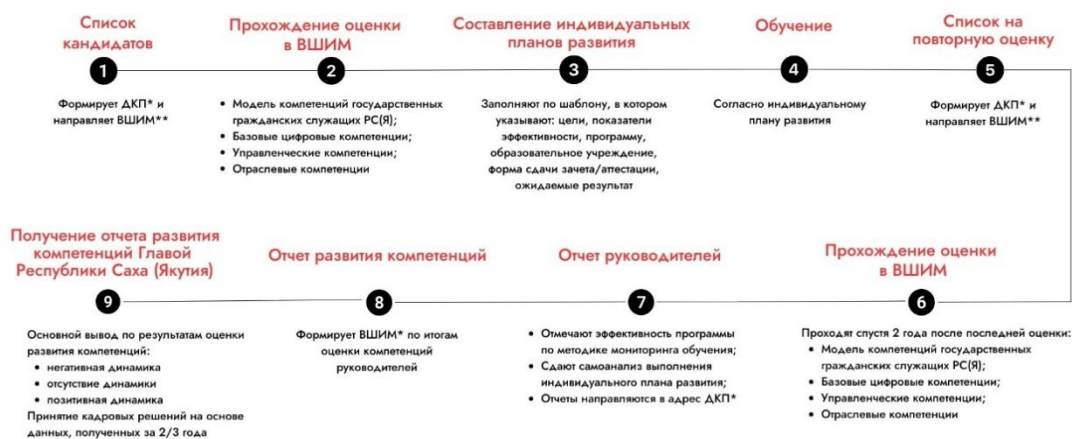 Список
кандидатов
1
Формирует ДКП* и
направляет ВШИМ**
Прохождение оценки
в ВШИМ
2
• Модель компетенций государственных
гражданских служащих РС(Я);
• Базовые цифровые компетенции;
• Управленческие компетенции;
• Отраслевые компетенции
Составление индивидуальных
планов развития
3
Заполняют по шаблону, в котором
указывают: цели, показатели
эффективности, программу,
образовательное учреждение,
форма сдачи зачета/аттестации,
ожидаемые результат
Обучение
4
Согласно индивидуальному
плану развития
Список на
повторную оценку
5
Формирует ДКП* и
направляет ВШИМ**
Прохождение оценки
в ВШИМ
6
Проходят спустя 2 года после последней оценки:
• Модель компетенций государственных
гражданских служащих РС(Я);
• Базовые цифровые компетенции;
• Управленческие компетенции;
• Отраслевые компетенции
Отчет руководителей
7
• Отмечают эффективность программы
по методике мониторинга обучения;
• Сдают самоанализ выполнения
индивидуального плана развития;
• Отчеты направляются в адрес ДКП*
Отчет развития компетенций
8
Формирует ВШИМ* по итогам
оценки компетенций
руководителей
Получение отчета развития
компетенций Главой
Республики Саха (Якутия)
9
Основной вывод по результатам оценки
развития компетенций:
• негативная динамика
• отсутствие динамики
• позитивная динамика
Принятие кадровых решений на основе
данных, полученных за 2/3 года